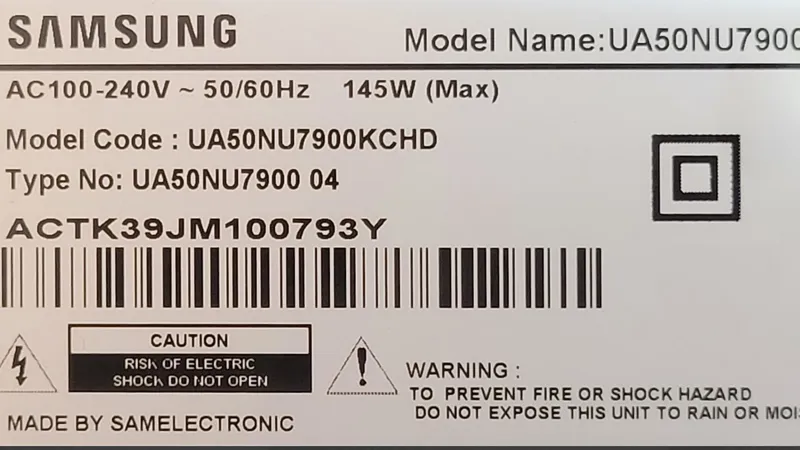 SAMSUNG
Model Name:UA50NU7900
AC100-240V ~ 50/60Hz 145W (Max)
Model Code : UA50NU7900KCHD
Type No: UA50NU7900 04
ACTK39JM100793Y
CAUTION
RISK OF ELECTRIC
SHOCK DO NOT OPEN
WARNING :
TO PREVENT FIRE OR SHOCK HAZARD
DO NOT EXPOSE THIS UNIT TO RAIN OR
MADE BY SAMELECTRONIC